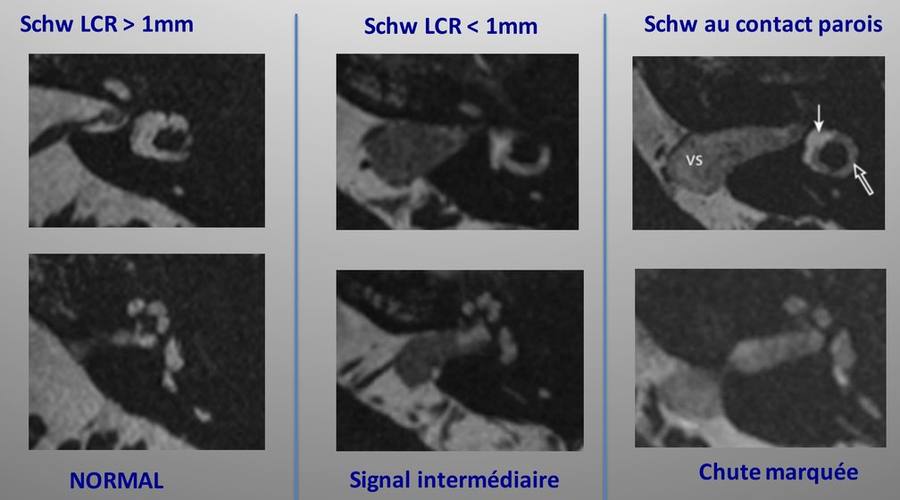 Schw LCR > 1mm
Schw LCR < 1mm
Schw au contact parois
VS
NORMAL
Signal intermédiaire
Chute marquée